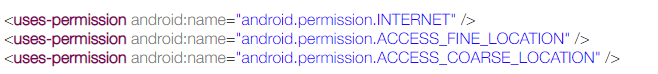 <uses-permission android:name="android.permission.INTERNET" />
<uses-permission android:name="android.permission.ACCESS_FINE_LOCATION" />
<uses-permission android:name="android.permission.ACCESS_COARSE_LOCATION" />